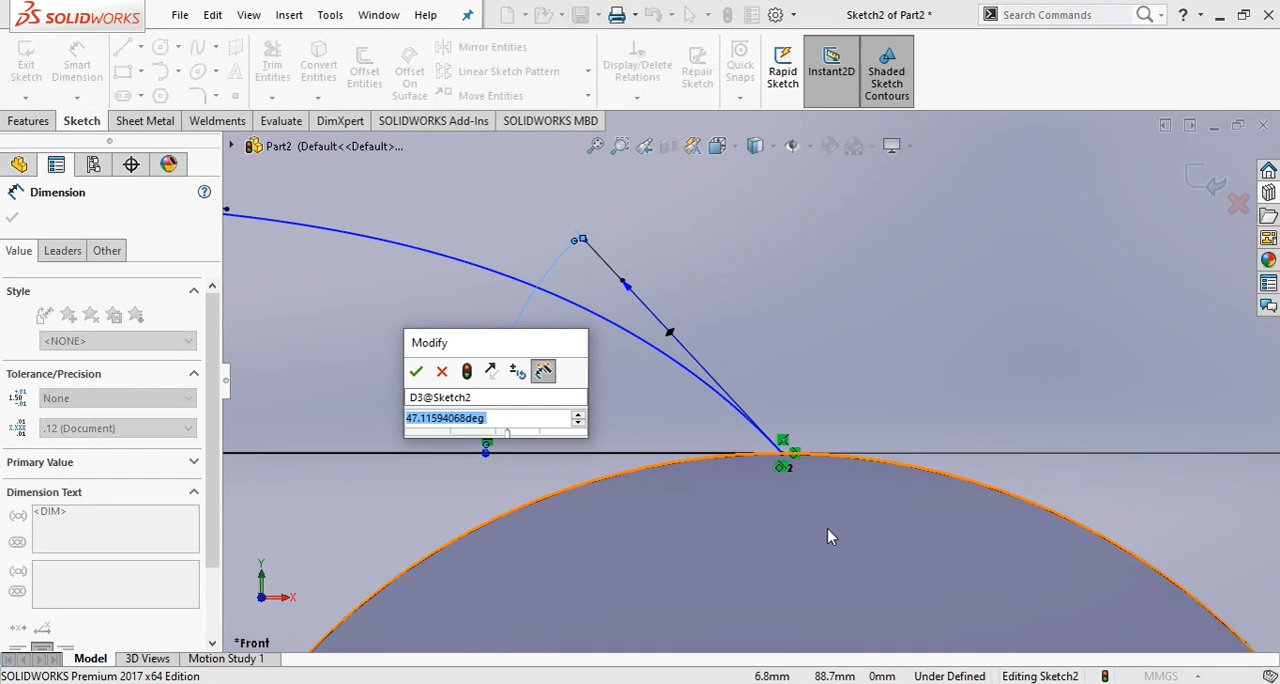 SOLIDWORKS
File Edit View Insert Tools Window Help
Sketch2 of Part2 *
Search Commands
Exit Sketch
Smart Dimension
Trim Entities
Convert Entities
Offset Entities
Offset On Surface
Mirror Entities
Linear Sketch Pattern
Move Entities
Display/Delete Relations
Repair Sketch
Quick Snaps
Rapid Sketch
Instant2D
Shaded Sketch Contours
Features Sketch Sheet Metal Weldments Evaluate DimXpert SOLIDWORKS Add-Ins SOLIDWORKS MBD
Part2 (Default<<Default>...
Dimension
Value Leaders Other
Style
<NONE>
Tolerance/Precision
None
.12 (Document)
Primary Value
Dimension Text
<DIM>
Modify
D3@Sketch2
47.11594068deg
2
Y
X
*Front
Model 3D Views Motion Study 1
SOLIDWORKS Premium 2017 x64 Edition 6.8mm 88.7mm 0mm Under Defined Editing Sketch2 MMGS